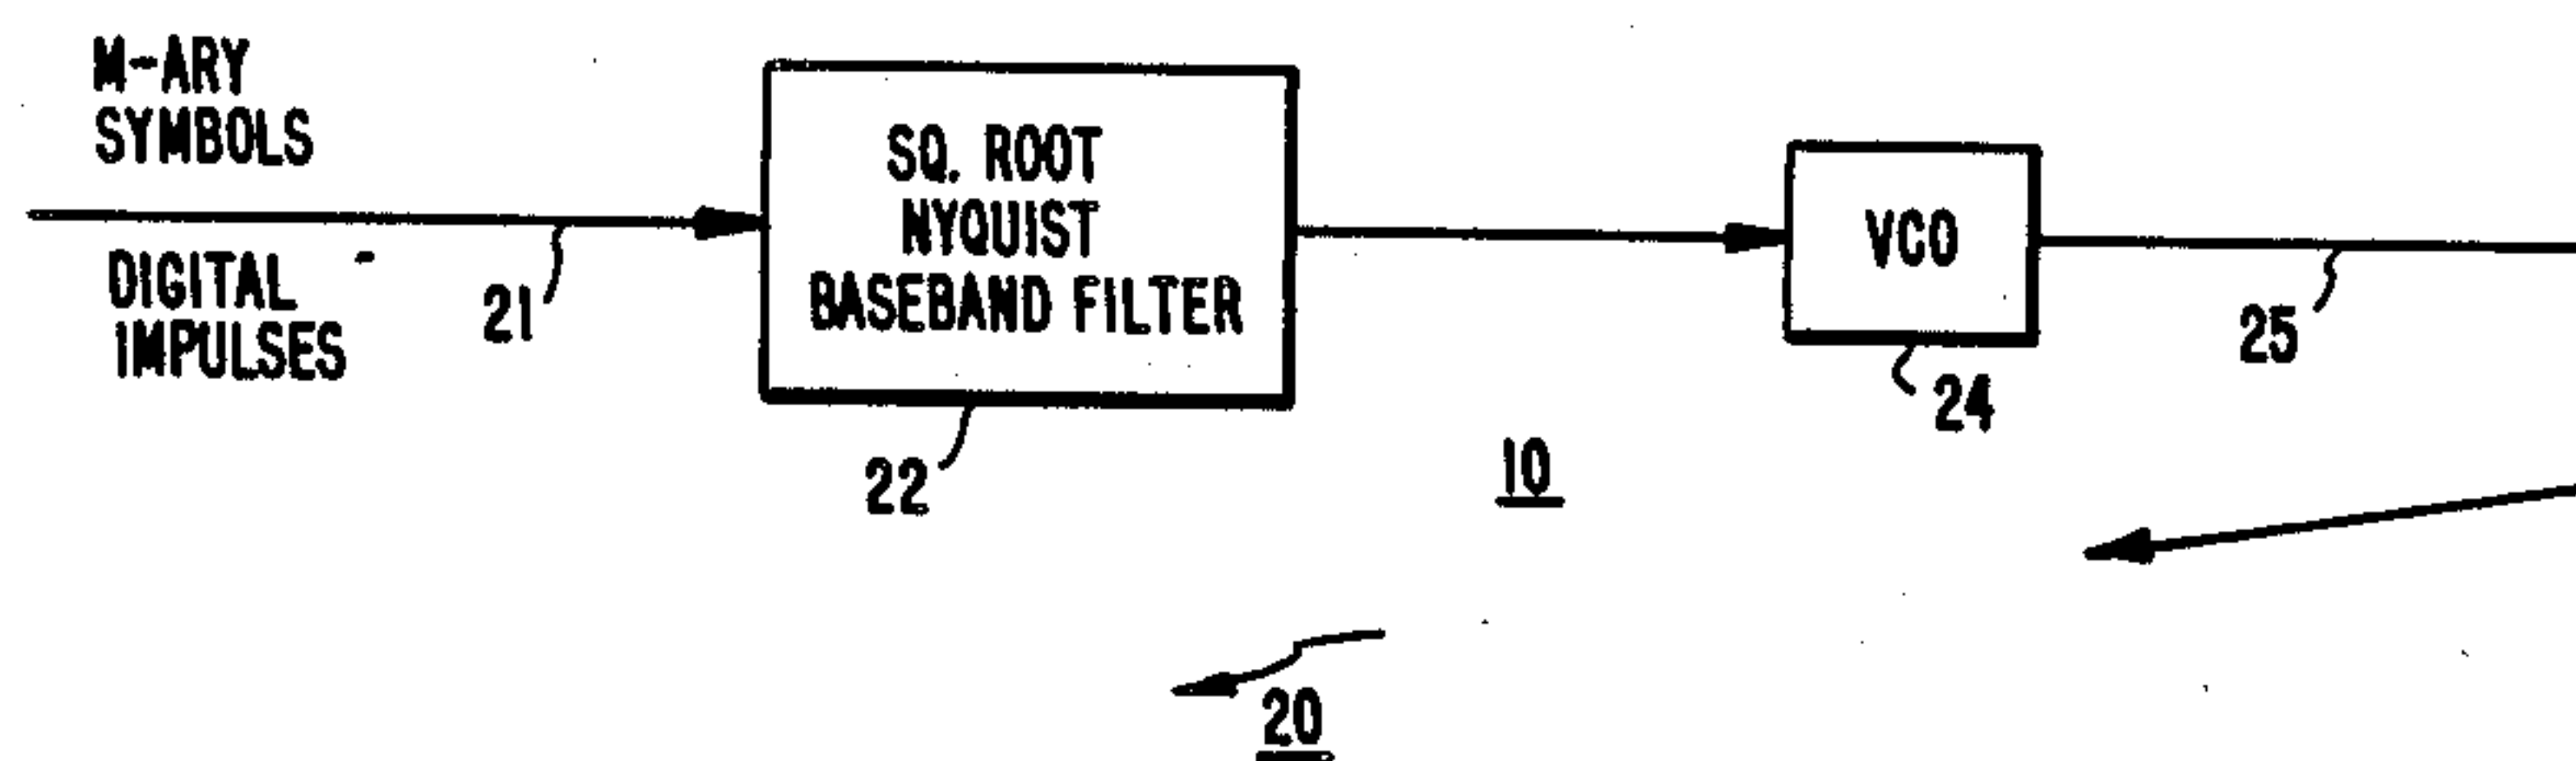 M-ARY
SYMBOLS
DIGITAL
IMPULSES
21
SQ. ROOT
NYQUIST
BASEBAND FILTER
22
VCO
24
25
10
20